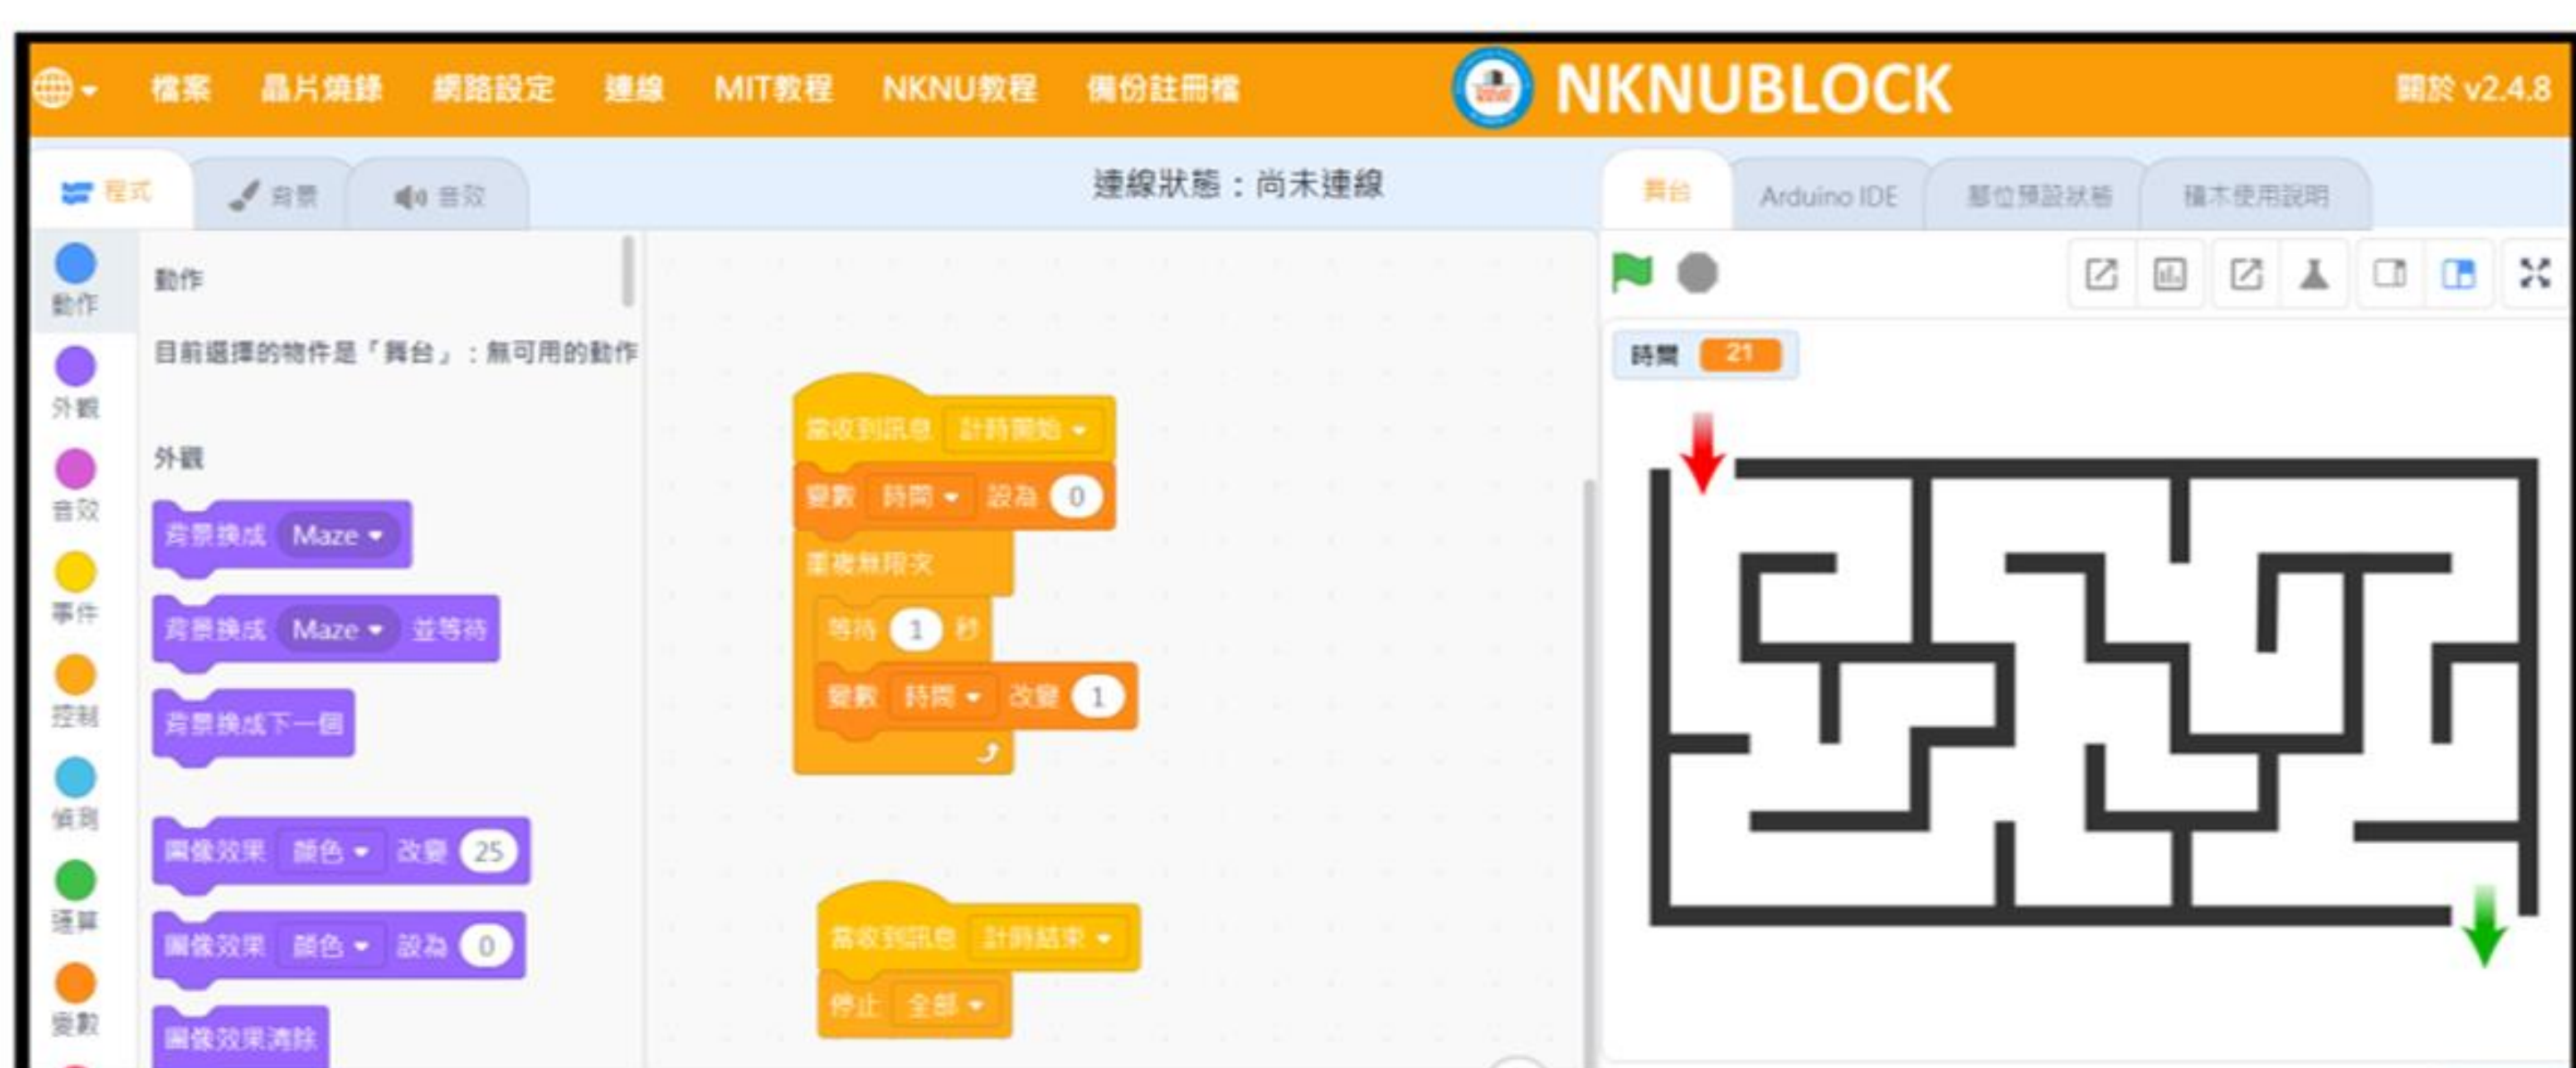 檔案 晶片燒錄 網路設定 連線 MIT教程 NKNU教程 備份註冊檔 NKNUBLOCK 關於 v2.4.8
程式 背景 音效 連線狀態：尚未連線 舞台 Arduino IDE 腳位預設狀態 積木使用說明
動作
外觀
音效
事件
控制
偵測
運算
變數
動作
目前選擇的物件是「舞台」：無可用的動作
外觀
背景換成 Maze
背景換成 Maze 並等待
背景換成下一個
圖像效果 顏色 改變 25
圖像效果 顏色 設為 0
圖像效果清除
當收到訊息 計時開始
變數 時間 設為 0
重複無限次
等待 1 秒
變數 時間 改變 1
當收到訊息 計時結束
停止 全部
時間 21